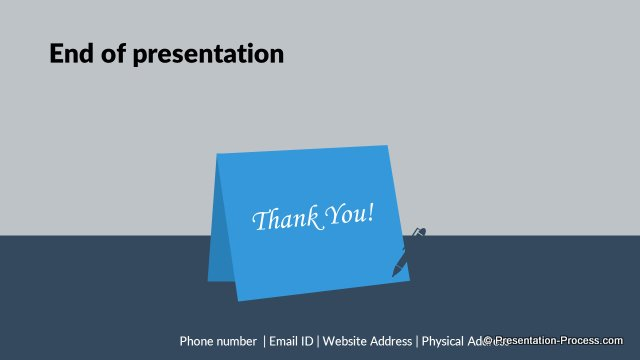 End of presentation
Thank You!
Phone number | Email ID | Website Address | Physical
© Presentation-Process.com